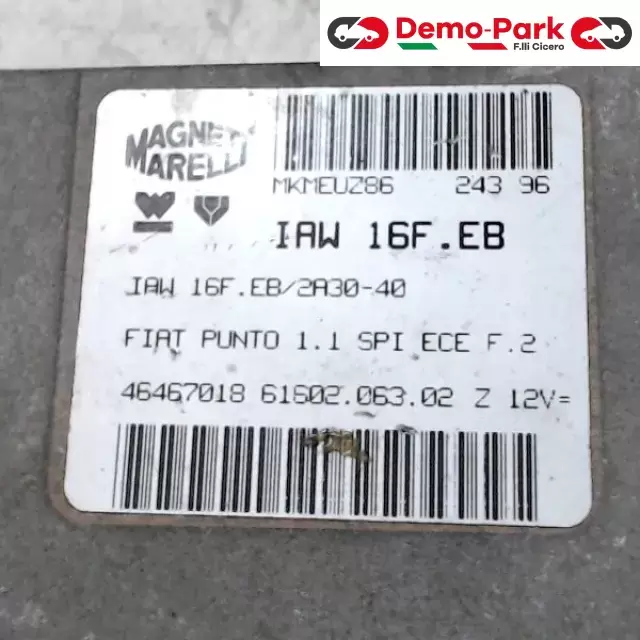 Demo-Park
F.lli Cicero
MAGNETI
MARELLI
MKMEUZ86 243 96
IAW 16F.EB
IAW 16F.EB/2A30-40
FIAT PUNTO 1.1 SPI ECE F.2
46467018 61602.063.02 Z 12V=